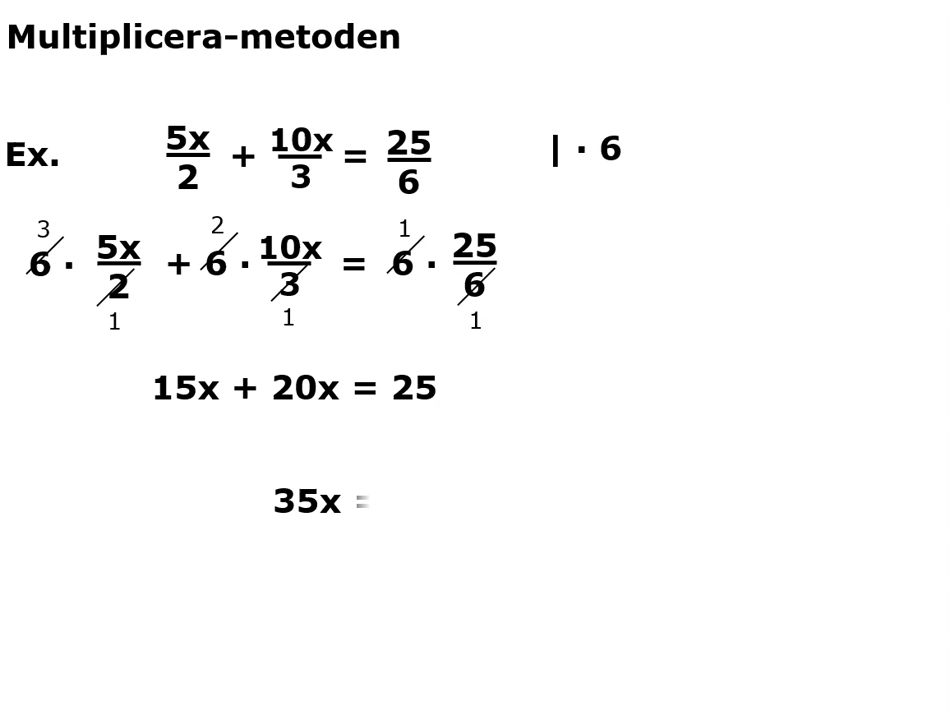 Multiplicera-metoden
Ex. 5x/2 + 10x/3 = 25/6 | · 6
3 2 1
6 · 5x/2 + 6 · 10x/3 = 6 · 25/6
1 1 1
15x + 20x = 25
35x =